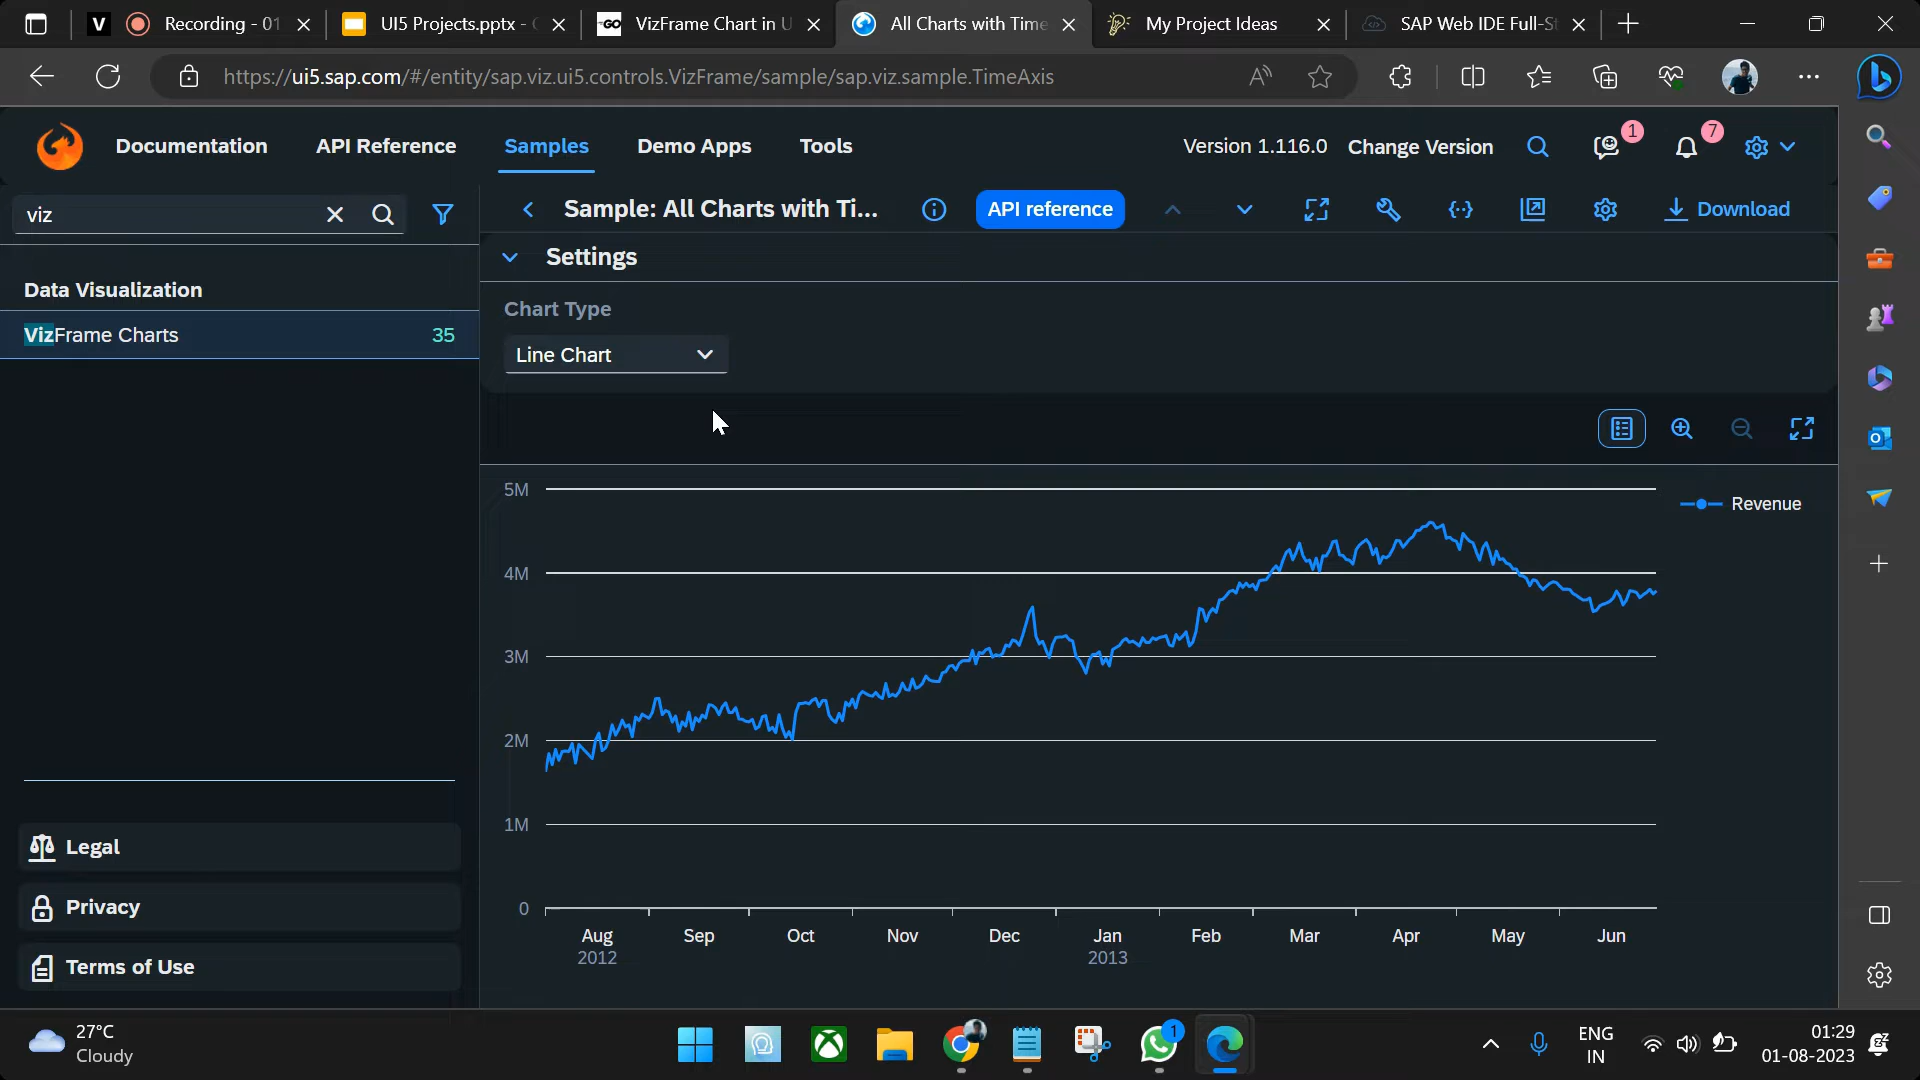 V
Recording - 01
UI5 Projects.pptx -
GO
VizFrame Chart in U
All Charts with Time
My Project Ideas
SAP Web IDE Full-St
https://ui5.sap.com/#/entity/sap.viz.ui5.controls.VizFrame/sample/sap.viz.sample.TimeAxis
Documentation
API Reference
Samples
Demo Apps
Tools
Version 1.116.0
Change Version
1
7
viz
Sample: All Charts with Ti...
API reference
Download
Settings
Data Visualization
VizFrame Charts
35
Chart Type
Line Chart
5M
4M
3M
2M
1M
0
Revenue
Aug
2012
Sep
Oct
Nov
Dec
Jan
2013
Feb
Mar
Apr
May
Jun
Legal
Privacy
Terms of Use
27°C
Cloudy
1
ENG
IN
01:29
01-08-2023